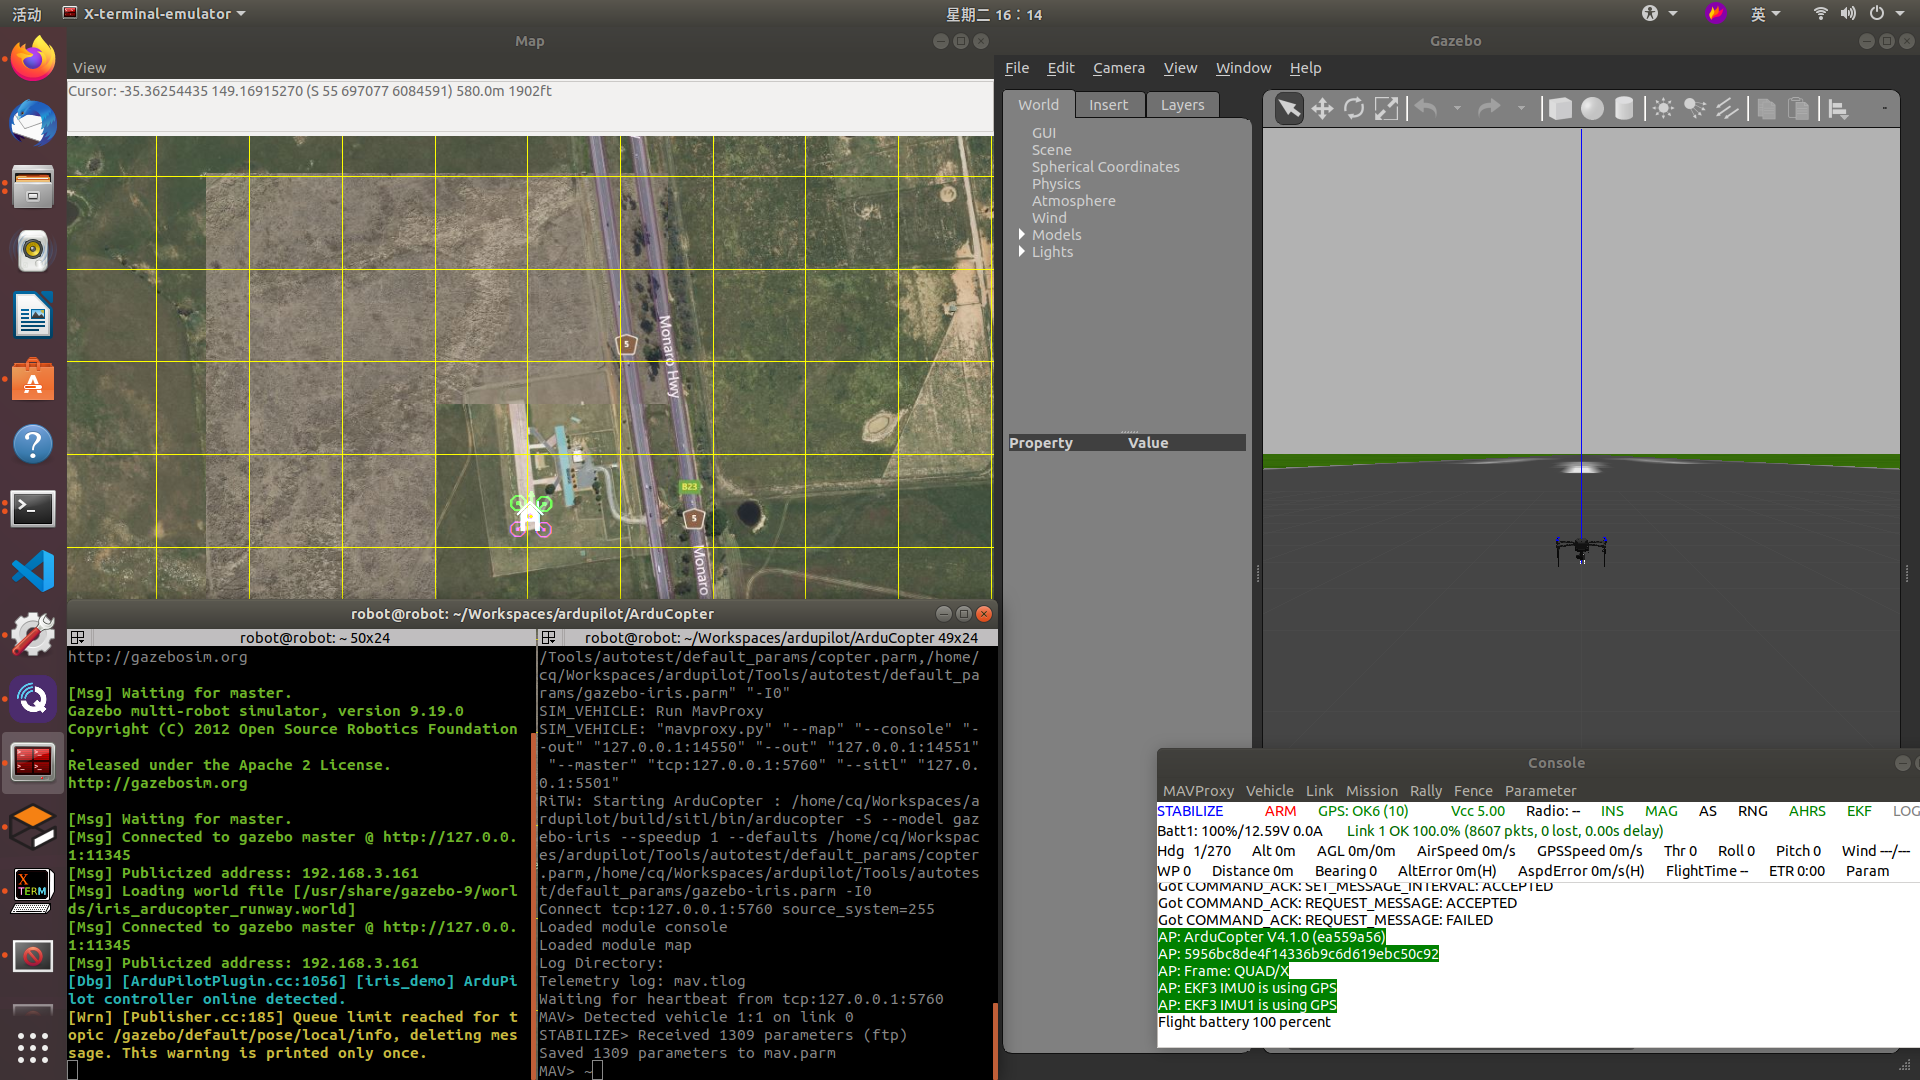 活动
X-terminal-emulator
星期二 16：14
英
Map
View
Cursor: -35.36254435 149.16915270 (S 55 697077 6084591) 580.0m 1902ft
5
Monaro Hwy
B23
5
Monaro
robot@robot: ~/Workspaces/ardupilot/ArduCopter
robot@robot: ~ 50x24
http://gazebosim.org
[Msg] Waiting for master.
Gazebo multi-robot simulator, version 9.19.0
Copyright (C) 2012 Open Source Robotics Foundation
.
Released under the Apache 2 License.
http://gazebosim.org
[Msg] Waiting for master.
[Msg] Connected to gazebo master @ http://127.0.0.
1:11345
[Msg] Publicized address: 192.168.3.161
[Msg] Loading world file [/usr/share/gazebo-9/worl
ds/iris_arducopter_runway.world]
[Msg] Connected to gazebo master @ http://127.0.0.
1:11345
[Msg] Publicized address: 192.168.3.161
[Dbg] [ArduPilotPlugin.cc:1056] [iris_demo] ArduPi
lot controller online detected.
[Wrn] [Publisher.cc:185] Queue limit reached for t
opic /gazebo/default/pose/local/info, deleting mes
sage. This warning is printed only once.
robot@robot: ~/Workspaces/ardupilot/ArduCopter 49x24
/Tools/autotest/default_params/copter.parm,/home/
cq/Workspaces/ardupilot/Tools/autotest/default_pa
rams/gazebo-iris.parm" "-I0"
SIM_VEHICLE: Run MavProxy
SIM_VEHICLE: "mavproxy.py" "--map" "--console" "-
-out" "127.0.0.1:14550" "--out" "127.0.0.1:14551"
"--master" "tcp:127.0.0.1:5760" "--sitl" "127.0.
0.1:5501"
RiTW: Starting ArduCopter : /home/cq/Workspaces/a
rdupilot/build/sitl/bin/arducopter -S --model gaz
ebo-iris --speedup 1 --defaults /home/cq/Workspac
es/ardupilot/Tools/autotest/default_params/copter
.parm,/home/cq/Workspaces/ardupilot/Tools/autotes
t/default_params/gazebo-iris.parm -I0
Connect tcp:127.0.0.1:5760 source_system=255
Loaded module console
Loaded module map
Log Directory:
Telemetry log: mav.tlog
Waiting for heartbeat from tcp:127.0.0.1:5760
MAV> Detected vehicle 1:1 on link 0
STABILIZE> Received 1309 parameters (ftp)
Saved 1309 parameters to mav.parm
MAV> ~
X
TERM
Gazebo
File Edit Camera View Window Help
World Insert Layers
GUI
Scene
Spherical Coordinates
Physics
Atmosphere
Wind
Models
Lights
Property Value
Console
MAVProxy Vehicle Link Mission Rally Fence Parameter
STABILIZE ARM GPS: OK6 (10) Vcc 5.00 Radio: -- INS MAG AS RNG AHRS EKF LOG
Batt1: 100%/12.59V 0.0A Link 1 OK 100.0% (8607 pkts, 0 lost, 0.00s delay)
Hdg 1/270 Alt 0m AGL 0m/0m AirSpeed 0m/s GPSSpeed 0m/s Thr 0 Roll 0 Pitch 0 Wind ---/---
WP 0 Distance 0m Bearing 0 AltError 0m(H) AspdError 0m/s(H) FlightTime -- ETR 0:00 Param
Got COMMAND_ACK: SET_MESSAGE_INTERVAL: ACCEPTED
Got COMMAND_ACK: REQUEST_MESSAGE: ACCEPTED
Got COMMAND_ACK: REQUEST_MESSAGE: FAILED
AP: ArduCopter V4.1.0 (ea559a56)
AP: 5956bc8de4f14336b9c6d619ebc50c92
AP: Frame: QUAD/X
AP: EKF3 IMU0 is using GPS
AP: EKF3 IMU1 is using GPS
Flight battery 100 percent